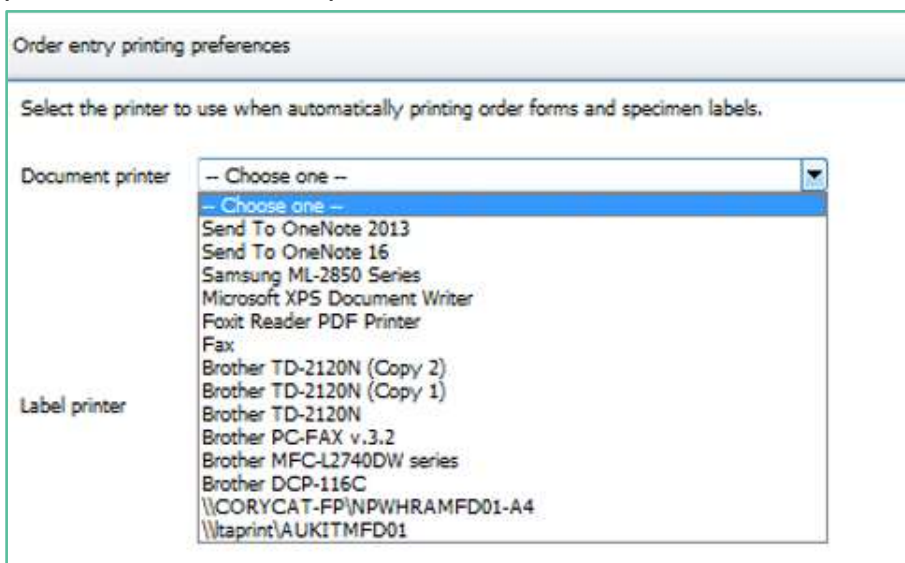 Order entry printing preferences
Select the printer to use when automatically printing order forms and specimen labels.
Document printer
-- Choose one --
-- Choose one --
Send To OneNote 2013
Send To OneNote 16
Samsung ML-2850 Series
Microsoft XPS Document Writer
Foxit Reader PDF Printer
Fax
Brother TD-2120N (Copy 2)
Brother TD-2120N (Copy 1)
Label printer
Brother TD-2120N
Brother PC-FAX v.3.2
Brother MFC-L2740DW series
Brother DCP-116C
\\CORYCAT-FP\NPWHRAMFD01-A4